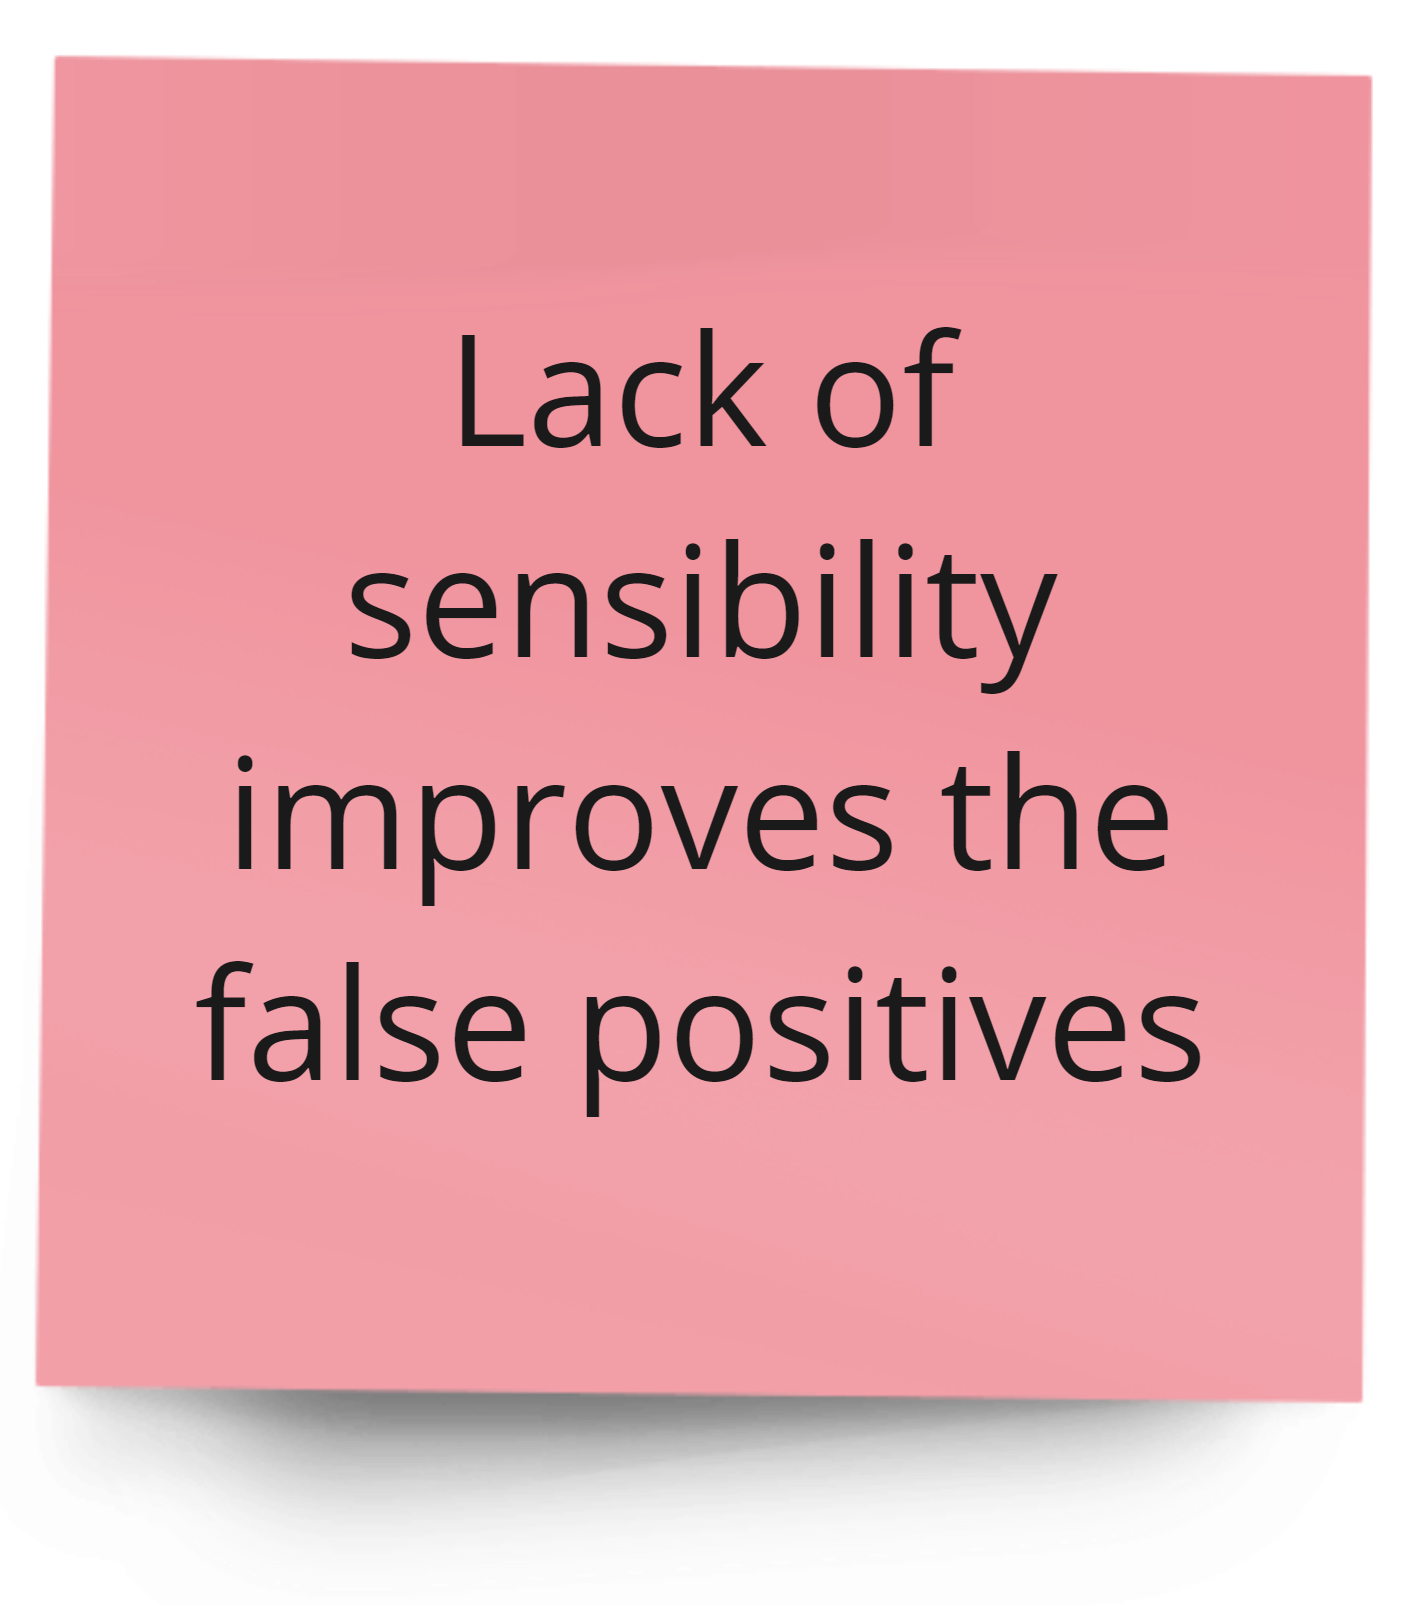 Lack of
sensibility
improves the
false positives